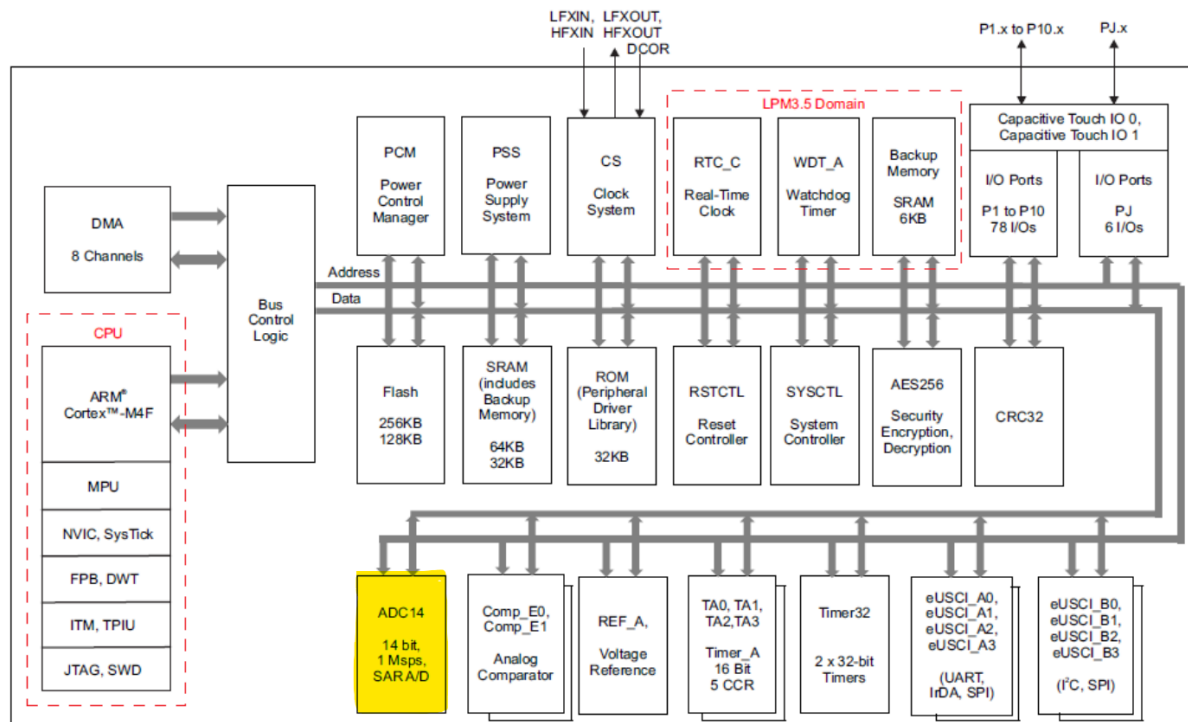 LFXIN,
HFXIN
LFXOUT,
HFXOUT
DCOR
P1.x to P10.x
PJ.x
LPM3.5 Domain
PCM
Power
Control
Manager
PSS
Power
Supply
System
CS
Clock
System
RTC_C
Real-Time
Clock
WDT_A
Watchdog
Timer
Backup
Memory
SRAM
6KB
Capacitive Touch IO 0,
Capacitive Touch IO 1
I/O Ports
P1 to P10
78 I/Os
I/O Ports
PJ
6 I/Os
DMA
8 Channels
Bus
Control
Logic
Address
Data
CPU
ARM®
Cortex™-M4F
MPU
NVIC, SysTick
FPB, DWT
ITM, TPIU
JTAG, SWD
Flash
256KB
128KB
SRAM
(includes
Backup
Memory)
64KB
32KB
ROM
(Peripheral
Driver
Library)
32KB
RSTCTL
Reset
Controller
SYSCTL
System
Controller
AES256
Security
Encryption,
Decryption
CRC32
ADC14
14 bit,
1 Msps,
SAR A/D
Comp_E0,
Comp_E1
Analog
Comparator
REF_A,
Voltage
Reference
TA0, TA1,
TA2,TA3
Timer_A
16 Bit
5 CCR
Timer32
2 x 32-bit
Timers
eUSCI_A0,
eUSCI_A1,
eUSCI_A2,
eUSCI_A3
(UART,
IrDA, SPI)
eUSCI_B0,
eUSCI_B1,
eUSCI_B2,
eUSCI_B3
(I²C, SPI)